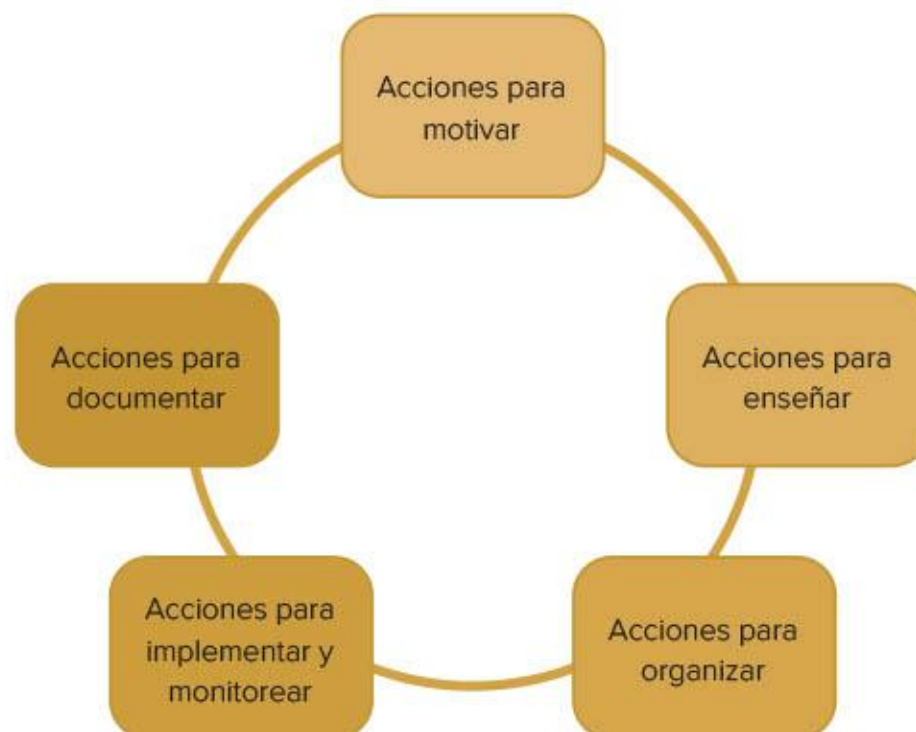 Acciones para
motivar
Acciones para
enseñar
Acciones para
organizar
Acciones para
implementar y
monitorear
Acciones para
documentar